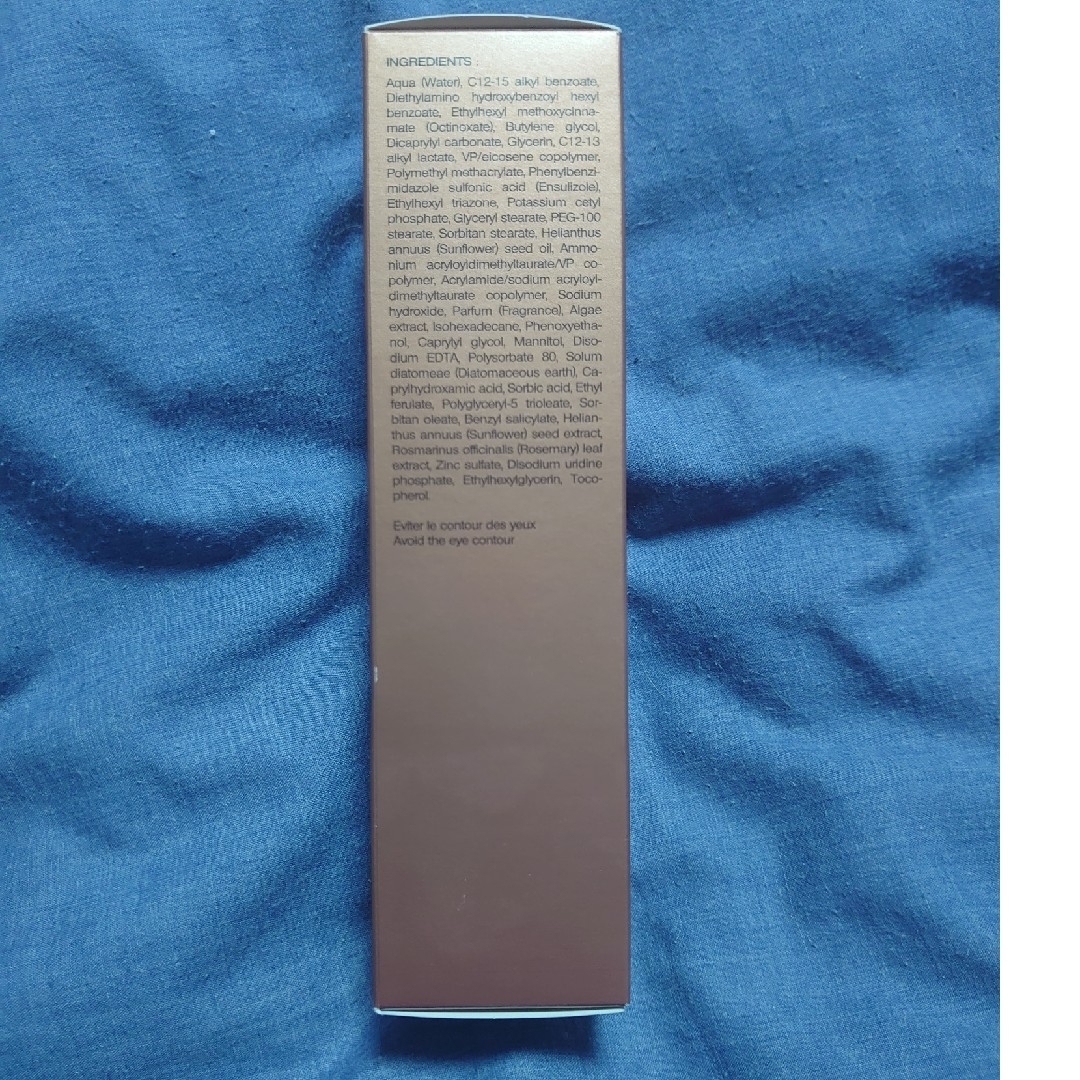 INGREDIENTS :
Aqua (Water), C12-15 alkyl benzoate,
Diethylamino hydroxybenzoyl hexyl
benzoate, Ethylhexyl methoxycinna-
mate (Octinoxate), Butylene glycol,
Dicaprylyl carbonate, Glycerin, C12-13
alkyl lactate, VP/eicosene copolymer,
Polymethyl methacrylate, Phenylbenzi-
midazole sulfonic acid (Ensulizole),
Ethylhexyl triazone, Potassium cetyl
phosphate, Glyceryl stearate, PEG-100
stearate, Sorbitan stearate, Helianthus
annuus (Sunflower) seed oil, Ammo-
nium acryloyldimethyltaurate/VP co-
polymer, Acrylamide/sodium acryloyl-
dimethyltaurate copolymer, Sodium
hydroxide, Parfum (Fragrance), Algae
extract, Isohexadecane, Phenoxyetha-
nol, Caprylyl glycol, Mannitol, Diso-
dium EDTA, Polysorbate 80, Solum
diatomeae (Diatomaceous earth), Ca-
prylhydroxamic acid, Sorbic acid, Ethyl
ferulate, Polyglyceryl-5 trioleate, Sor-
bitan oleate, Benzyl salicylate, Helian-
thus annuus (Sunflower) seed extract,
Rosmarinus officinalis (Rosemary) leaf
extract, Zinc sulfate, Disodium uridine
phosphate, Ethylhexylglycerin, Toco-
pherol.
Eviter le contour des yeux
Avoid the eye contour